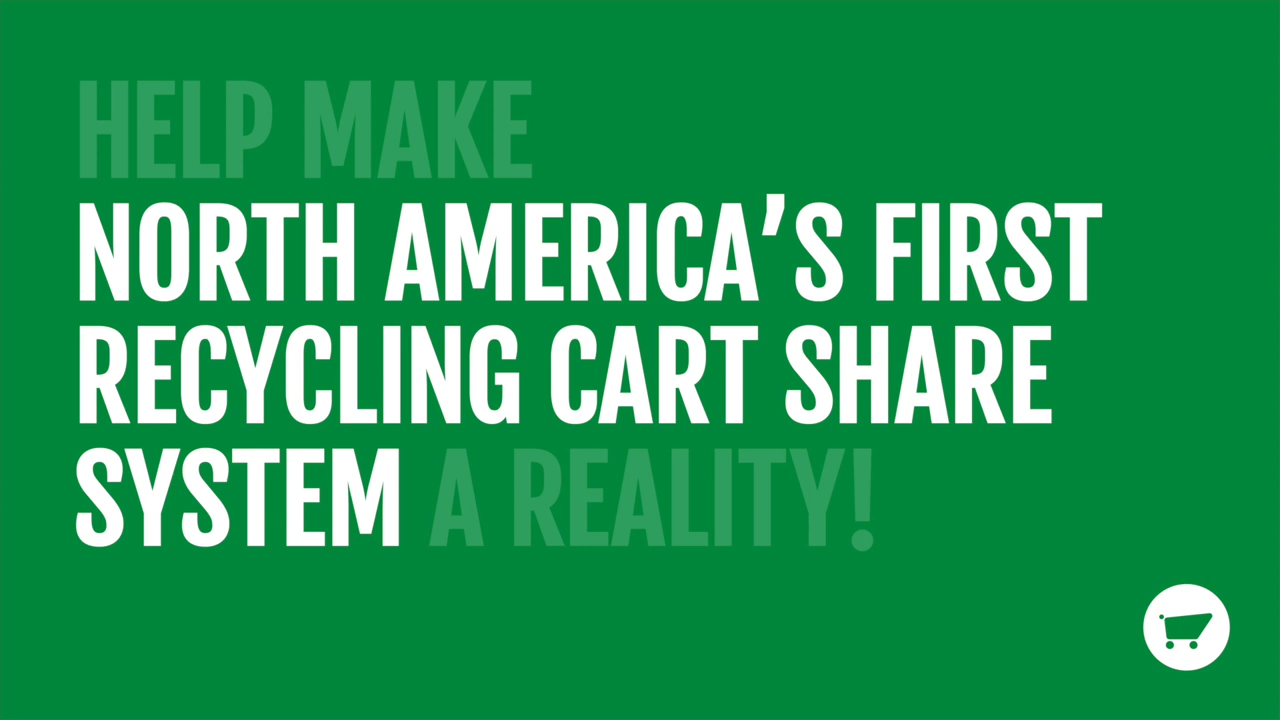 HELP MAKE
NORTH AMERICA’S FIRST
RECYCLING CART SHARE
SYSTEM A REALITY!